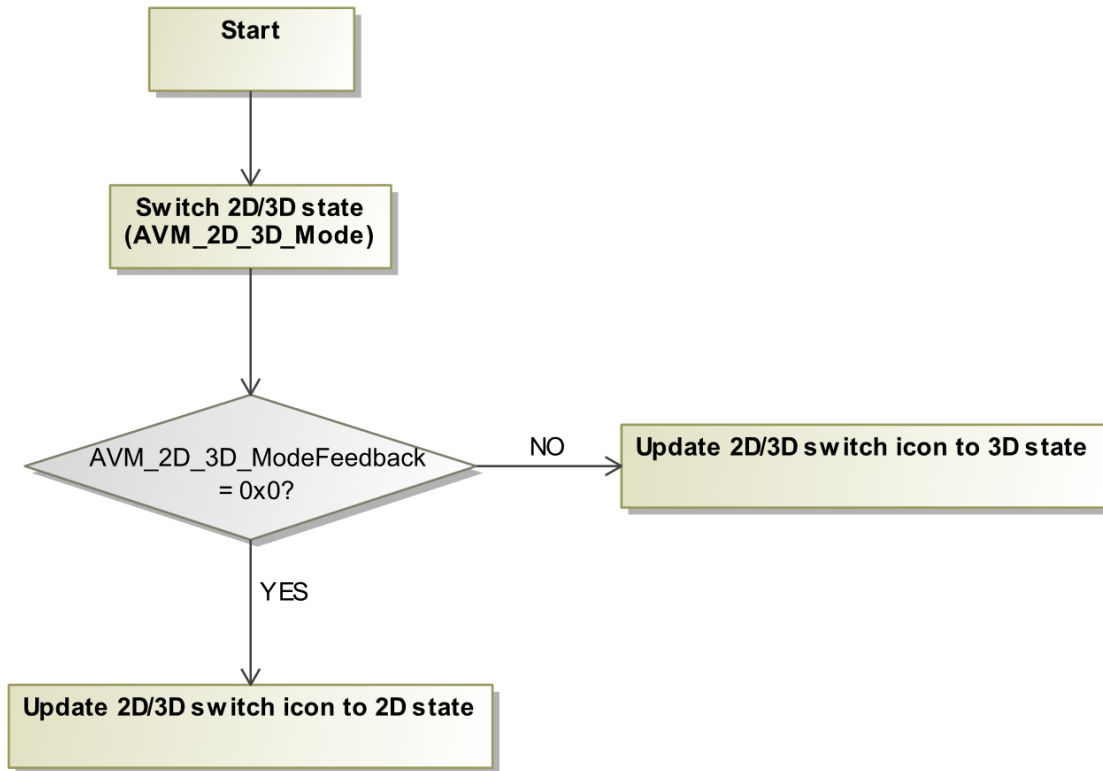 Start
Switch 2D/3D state
(AVM_2D_3D_Mode)
AVM_2D_3D_ModeFeedback
= 0x0?
NO
Update 2D/3D switch icon to 3D state
YES
Update 2D/3D switch icon to 2D state